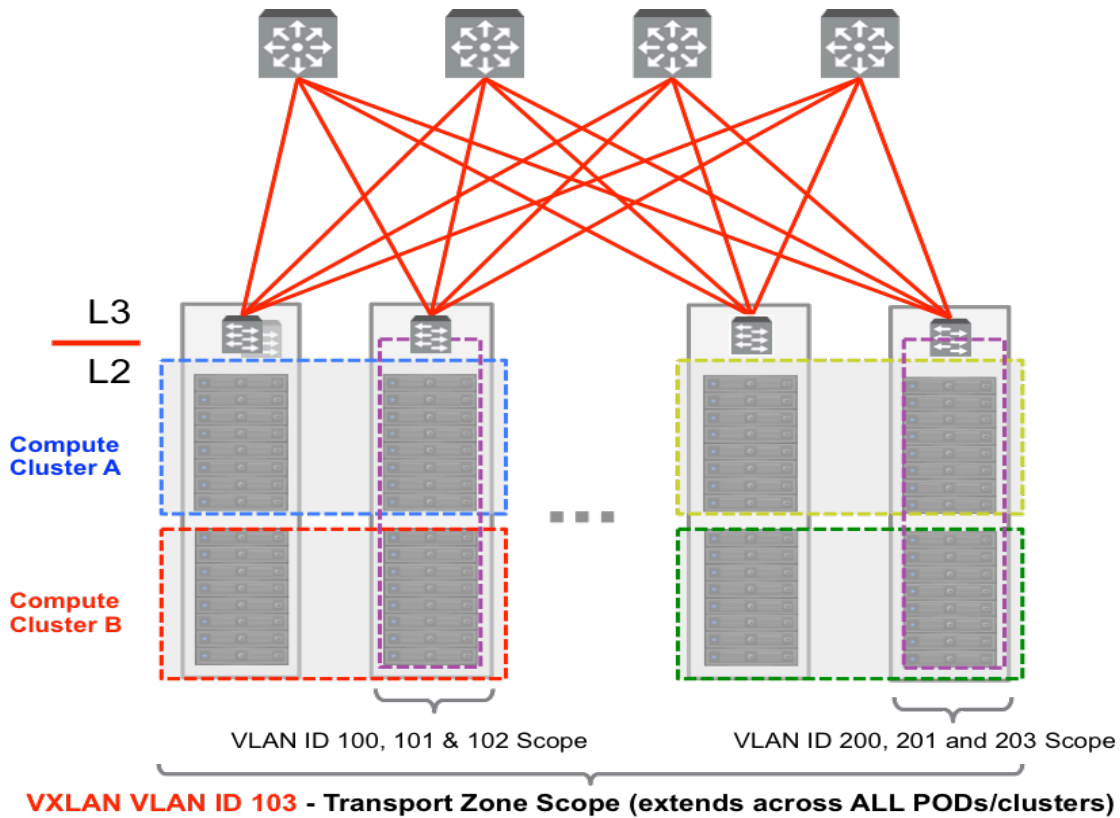 L3
L2
Compute
Cluster A
Compute
Cluster B
VLAN ID 100, 101 & 102 Scope
VLAN ID 200, 201 and 203 Scope
VXLAN VLAN ID 103 - Transport Zone Scope (extends across ALL PODs/clusters)